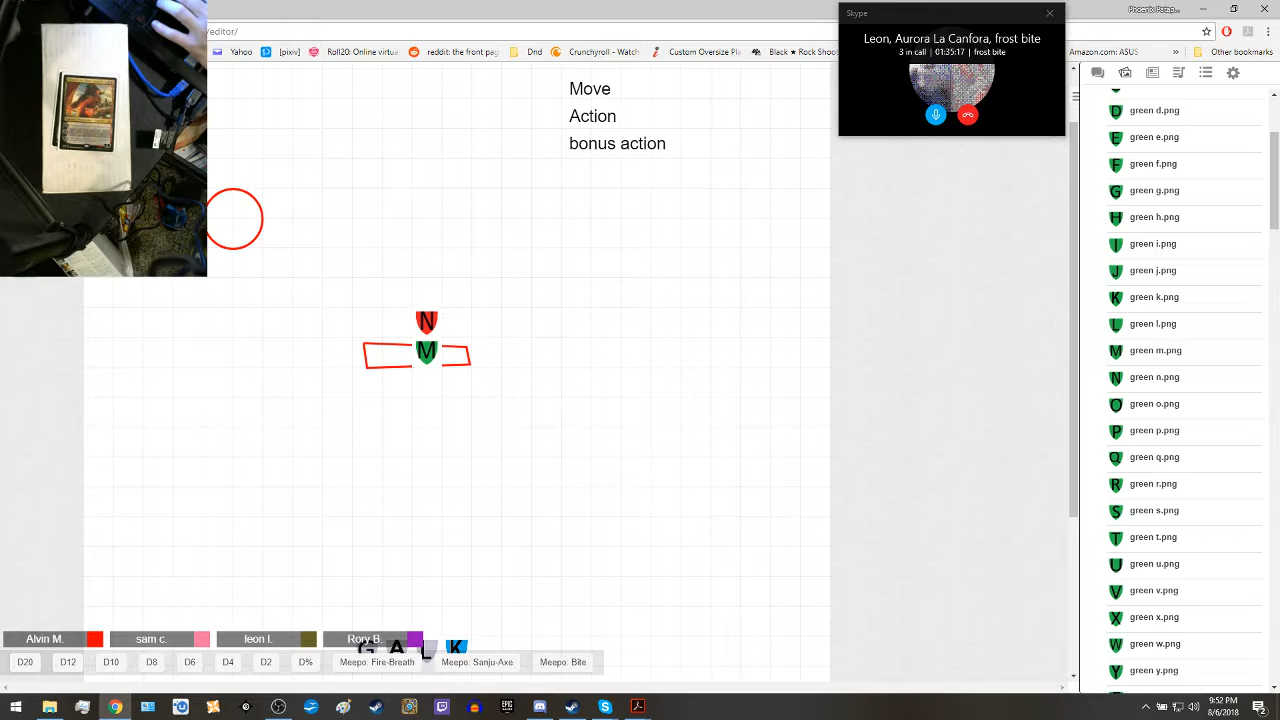 Skype
Leon, Aurora La Canfora, frost bite
3 in call | 01:35:17 | frost bite
Phoenix
editor/
Yahoo
Roll20: Online virtu
reddit: front pag
Dnd
Crunchyroll - Watch
Custom Oversize Pla
Black ★ Rock Shoo
Amazon.com: ASUS
Other bookmarks
Move
Action
bonus action
N
M
D green d.png
E green e.png
F green f.png
G green g.png
H green h.png
I green i.png
J green j.png
K green k.png
L green l.png
M green m.png
N green n.png
O green o.png
P green p.png
Q green q.png
R green r.png
S green s.png
T green t.png
U green u.png
V green v.png
X green x.png
W green w.png
Y green y.png
G A L K
Alvin M.
sam c.
leon l.
Rory B.
D20
D12
D10
D8
D6
D4
D2
D%
Meepo: Fire-Breath
Meepo: Sanju-Axe
Meepo: Bite
EPIC GAMES
9:52 PM
8/6/2018